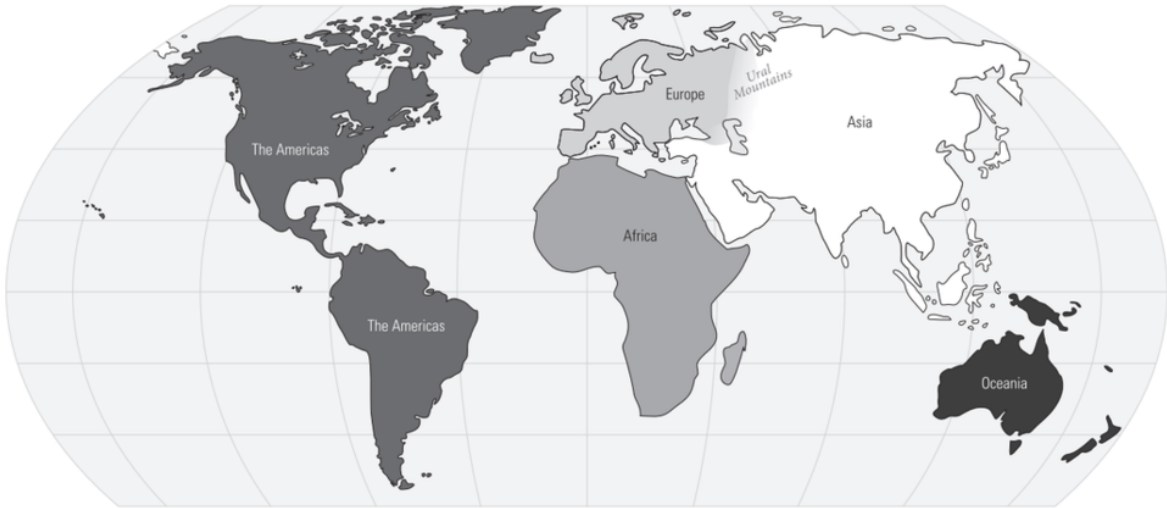 Ural
Mountains
Europe
Asia
The Americas
Africa
The Americas
Oceania